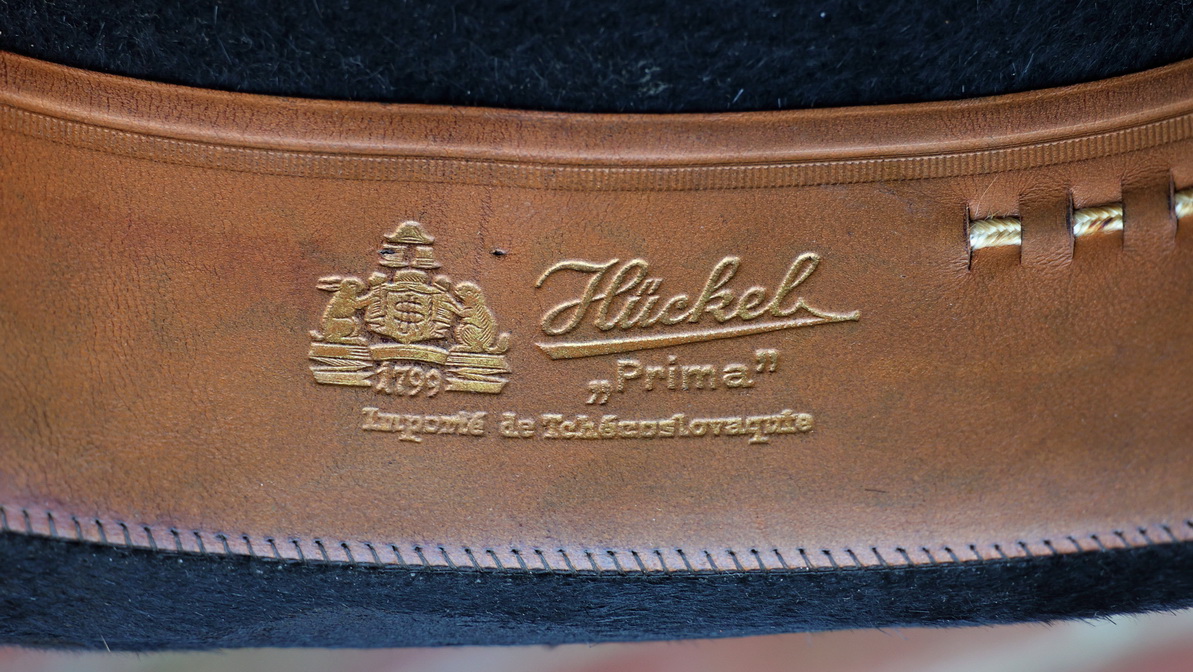 $
1799
Hückel
„Prima”
Importé de Tchécoslovaquie